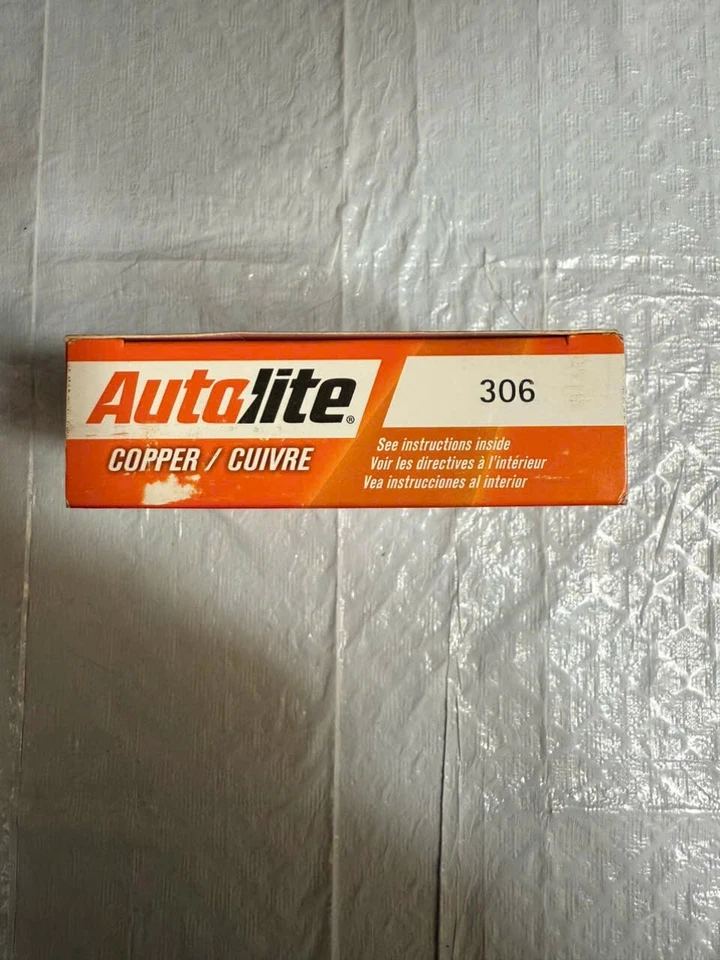 Autolite®
306
COPPER / CUIVRE
See instructions inside
Voir les directives à l'intérieur
Vea instrucciones al interior